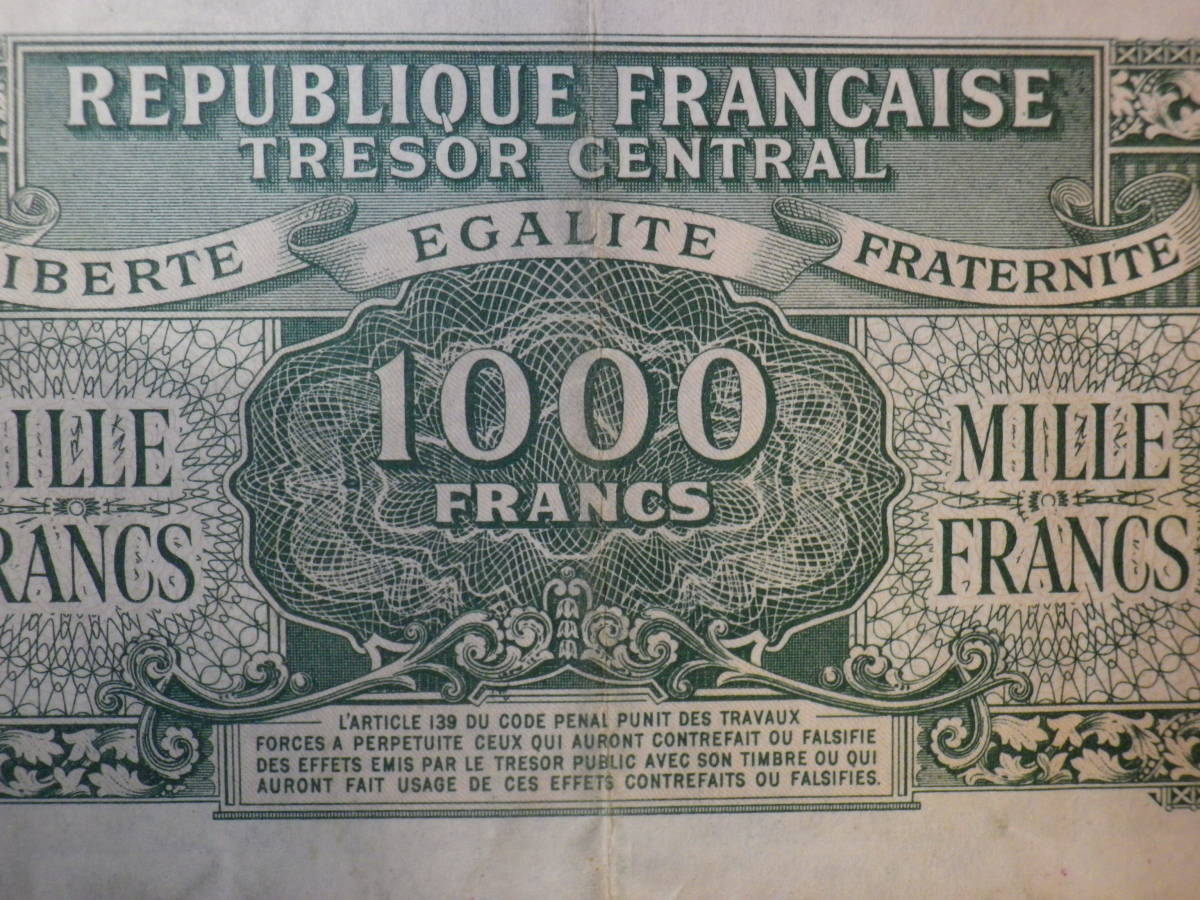 REPUBLIQUE FRANCAISE
TRESOR CENTRAL
IBERTE EGALITE FRATERNITE
1000
FRANCS
ILLE
RANCS
MILLE
FRANCS
L'ARTICLE 139 DU CODE PENAL PUNIT DES TRAVAUX
FORCES A PERPETUITE CEUX QUI AURONT CONTREFAIT OU FALSIFIE
DES EFFETS EMIS PAR LE TRESOR PUBLIC AVEC SON TIMBRE OU QUI
AURONT FAIT USAGE DE CES EFFETS CONTREFAITS OU FALSIFIES.